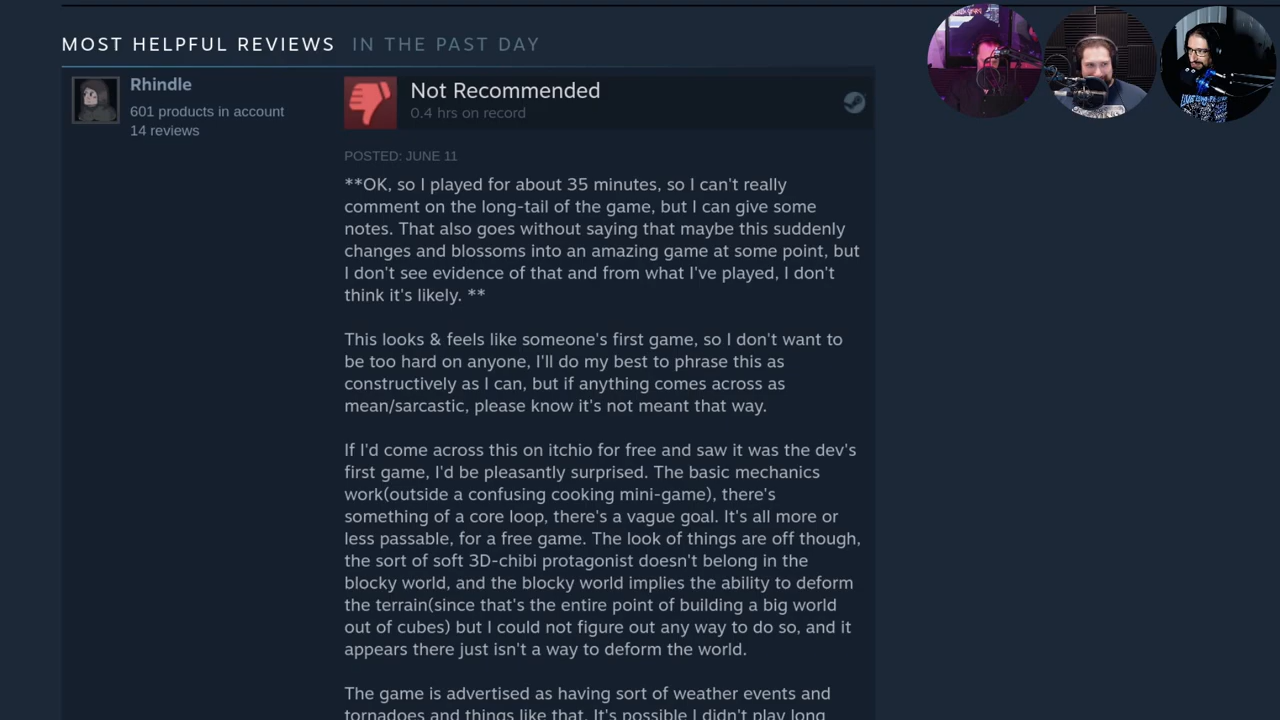 MOST HELPFUL REVIEWS IN THE PAST DAY
Rhindle
601 products in account
14 reviews
Not Recommended
0.4 hrs on record
POSTED: JUNE 11
**OK, so I played for about 35 minutes, so I can't really
comment on the long-tail of the game, but I can give some
notes. That also goes without saying that maybe this suddenly
changes and blossoms into an amazing game at some point, but
I don't see evidence of that and from what I've played, I don't
think it's likely. **
This looks & feels like someone's first game, so I don't want to
be too hard on anyone, I'll do my best to phrase this as
constructively as I can, but if anything comes across as
mean/sarcastic, please know it's not meant that way.
If I'd come across this on itchio for free and saw it was the dev's
first game, I'd be pleasantly surprised. The basic mechanics
work(outside a confusing cooking mini-game), there's
something of a core loop, there's a vague goal. It's all more or
less passable, for a free game. The look of things are off though,
the sort of soft 3D-chibi protagonist doesn't belong in the
blocky world, and the blocky world implies the ability to deform
the terrain(since that's the entire point of building a big world
out of cubes) but I could not figure out any way to do so, and it
appears there just isn't a way to deform the world.
The game is advertised as having sort of weather events and
tornadoes and things like that. It's possible I didn't play long